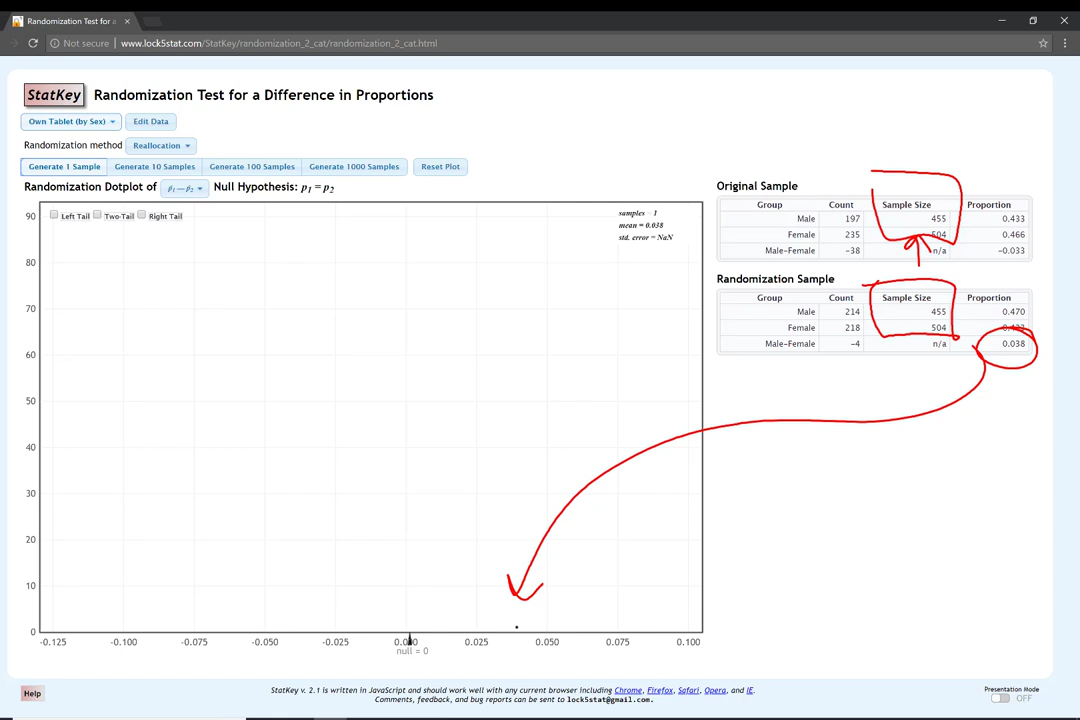 Randomization Test for a
Not secure www.lock5stat.com/StatKey/randomization_2_cat/randomization_2_cat.html
StatKey Randomization Test for a Difference in Proportions
Own Tablet (by Sex) Edit Data
Randomization method Reallocation
Generate 1 Sample Generate 10 Samples Generate 100 Samples Generate 1000 Samples Reset Plot
Randomization Dotplot of p₁ — p₂ Null Hypothesis: p₁ = p₂
Left Tail Two-Tail Right Tail
samples = 1
mean = 0.038
std. error = NaN
90
80
70
60
50
40
30
20
10
0
-0.125 -0.100 -0.075 -0.050 -0.025 0.000 0.025 0.050 0.075 0.100
null = 0
Original Sample
Group Count Sample Size Proportion
Male 197 455 0.433
Female 235 504 0.466
Male-Female -38 n/a -0.033
Randomization Sample
Group Count Sample Size Proportion
Male 214 455 0.470
Female 218 504
Male-Female -4 n/a 0.038
Help
StatKey v. 2.1 is written in JavaScript and should work well with any current browser including Chrome, Firefox, Safari, Opera, and IE.
Comments, feedback, and bug reports can be sent to lock5stat@gmail.com.
Presentation Mode
OFF